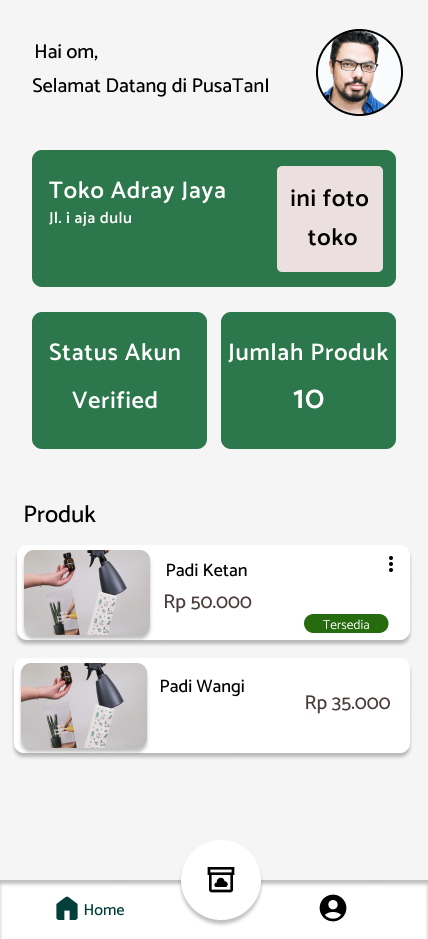 Hai om,
Selamat Datang di PusaTanI
Toko Adray Jaya
Jl. i aja dulu
ini foto
toko
Status Akun
Verified
Jumlah Produk
10
Produk
Padi Ketan
Rp 50.000
Tersedia
Padi Wangi
Rp 35.000
Home